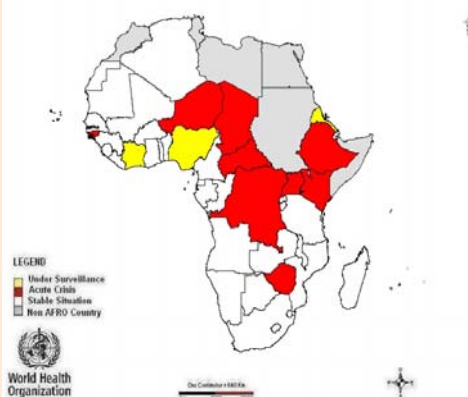 LEGEND
Under Surveillance
Acute Crisis
Stable Situation
Non AFRO Country
World Health
Organization